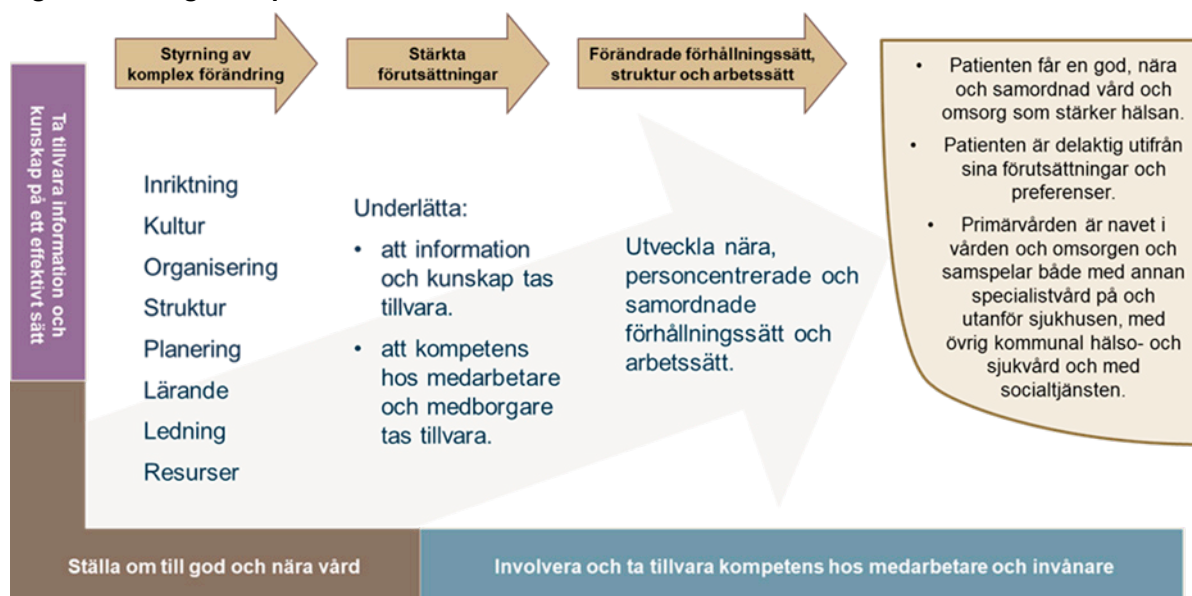 Styrning av
komplex förändring
Stärkta
förutsättningar
Förändrade förhållningssätt,
struktur och arbetssätt
Ta tillvara information och
kunskap på ett effektivt sätt
Inriktning
Kultur
Organisering
Struktur
Planering
Lärande
Ledning
Resurser
Underlätta:
• att information
och kunskap tas
tillvara.
• att kompetens
hos medarbetare
och medborgare
tas tillvara.
Utveckla nära,
personcentrerade och
samordnade
förhållningssätt och
arbetssätt.
• Patienten får en god, nära
och samordnad vård och
omsorg som stärker hälsan.
• Patienten är delaktig utifrån
sina förutsättningar och
preferenser.
• Primärvården är navet i
vården och omsorgen och
samspelar både med annan
specialistvård på och
utanför sjukhusen, med
övrig kommunal hälso- och
sjukvård och med
socialtjänsten.
Ställa om till god och nära vård
Involvera och ta tillvara kompetens hos medarbetare och invånare